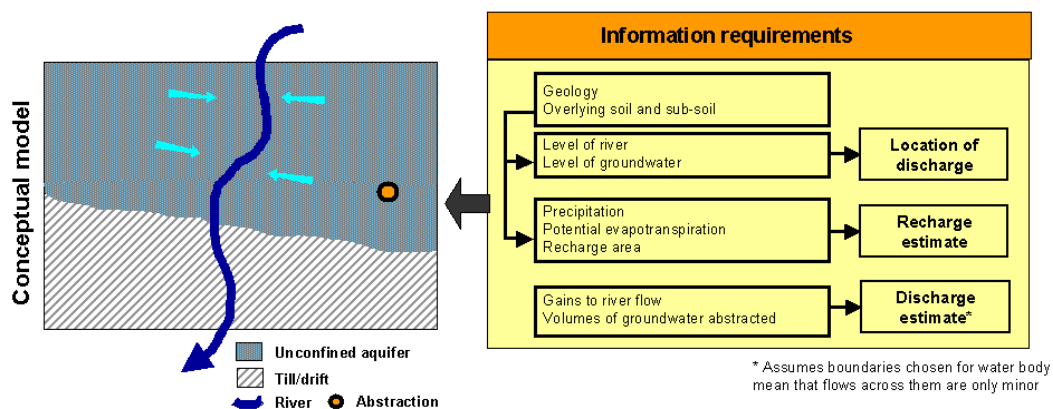 Conceptual model
Unconfined aquifer
Till/drift
River
Abstraction
Information requirements
Geology
Overlying soil and sub-soil
Level of river
Level of groundwater
Location of
discharge
Precipitation
Potential evapotranspiration
Recharge area
Recharge
estimate
Gains to river flow
Volumes of groundwater abstracted
Discharge
estimate*
* Assumes boundaries chosen for water body
mean that flows across them are only minor